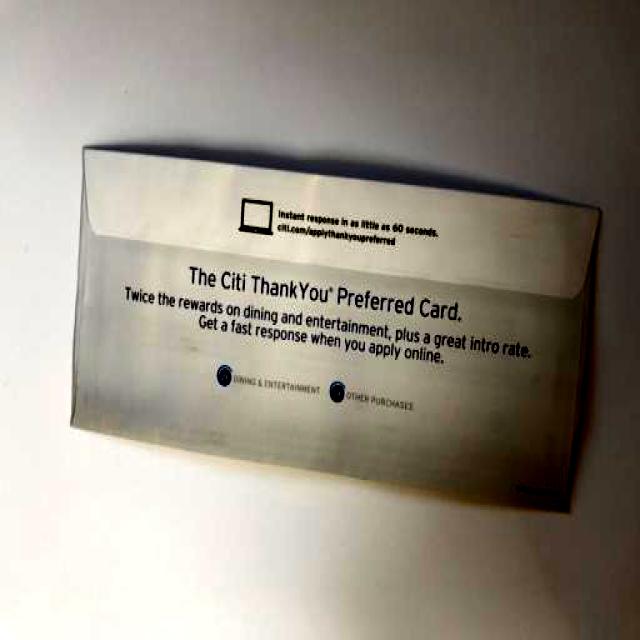 Instant response in as little as 60 seconds.
citi.com/applythankyoupreferred
The Citi ThankYou® Preferred Card.
Twice the rewards on dining and entertainment, plus a great intro rate.
Get a fast response when you apply online.
DINING & ENTERTAINMENT OTHER PURCHASES